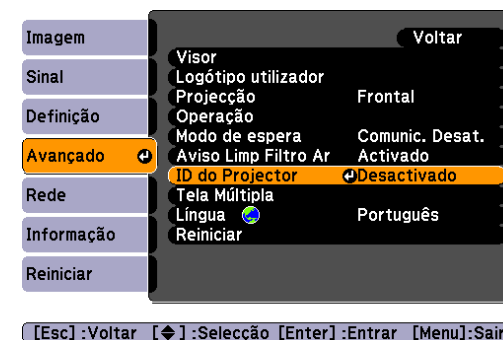 Imagem
Sinal
Definição
Avançado
Rede
Informação
Reiniciar
Voltar
Visor
Logótipo utilizador
Projecção Frontal
Operação
Modo de espera Comunic. Desat.
Aviso Limp Filtro Ar Activado
ID do Projector Desactivado
Tela Múltipla
Língua Português
Reiniciar
[Esc] :Voltar [◆] :Selecção [Enter] :Entrar [Menu]:Sair